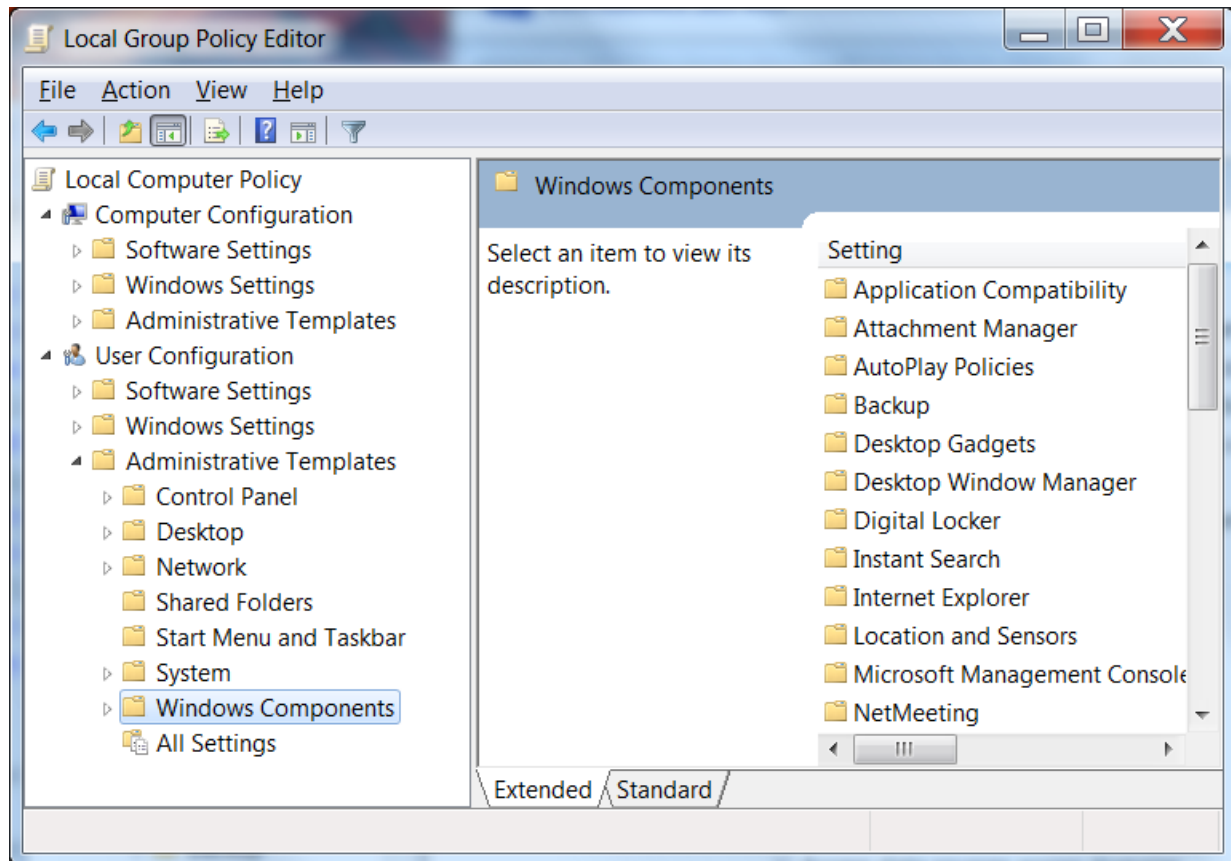 Local Group Policy Editor
File Action View Help
Local Computer Policy
Computer Configuration
Software Settings
Windows Settings
Administrative Templates
User Configuration
Software Settings
Windows Settings
Administrative Templates
Control Panel
Desktop
Network
Shared Folders
Start Menu and Taskbar
System
Windows Components
All Settings
Windows Components
Select an item to view its
description.
Setting
Application Compatibility
Attachment Manager
AutoPlay Policies
Backup
Desktop Gadgets
Desktop Window Manager
Digital Locker
Instant Search
Internet Explorer
Location and Sensors
Microsoft Management Console
NetMeeting
Extended Standard